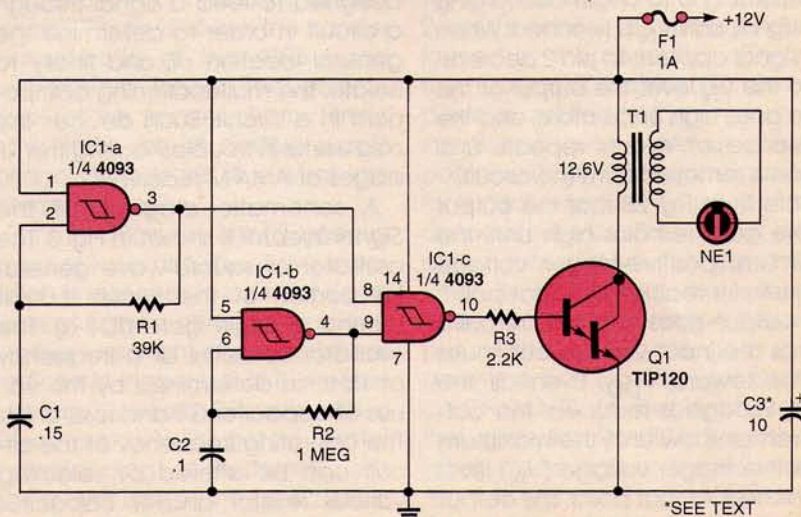 F1
1A
+12V
T1
12.6V
NE1
IC1-a
1/4 4093
1
2
3
IC1-b
1/4 4093
5
6
4
IC1-c
1/4 4093
14
8
9
10
7
R1
39K
R2
1 MEG
R3
2.2K
Q1
TIP120
C1
.15
C2
.1
C3*
10
+
*SEE TEXT